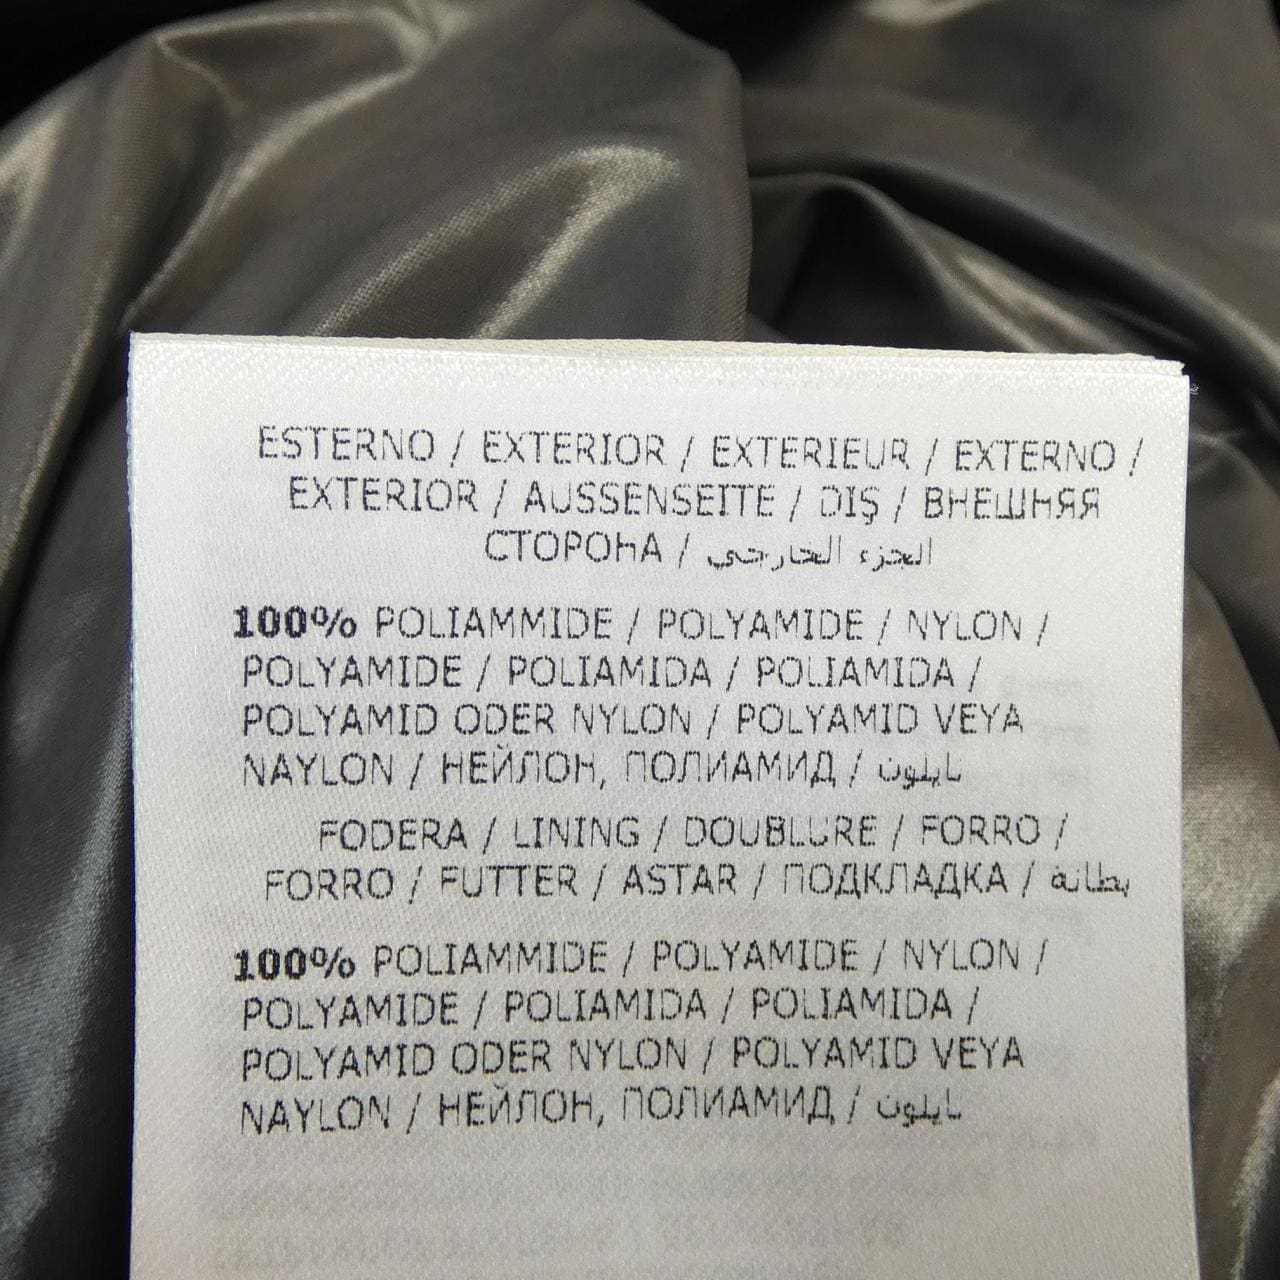 ESTERNO / EXTERIOR / EXTERIEUR / EXTERNO /
EXTERIOR / AUSSENSEITE / DIŞ / ВНЕШНЯЯ
СТОРОНА / الجزء الخارجي
100% POLIAMMIDE / POLYAMIDE / NYLON /
POLYAMIDE / POLIAMIDA / POLIAMIDA /
POLYAMID ODER NYLON / POLYAMID VEYA
NAYLON / НЕЙЛОН, ПОЛИАМИД / نايلون
FODERA / LINING / DOUBLURE / FORRO /
FORRO / FUTTER / ASTAR / ПОДКЛАДКА / بطانة
100% POLIAMMIDE / POLYAMIDE / NYLON /
POLYAMIDE / POLIAMIDA / POLIAMIDA /
POLYAMID ODER NYLON / POLYAMID VEYA
NAYLON / НЕЙЛОН, ПОЛИАМИД / نايلون